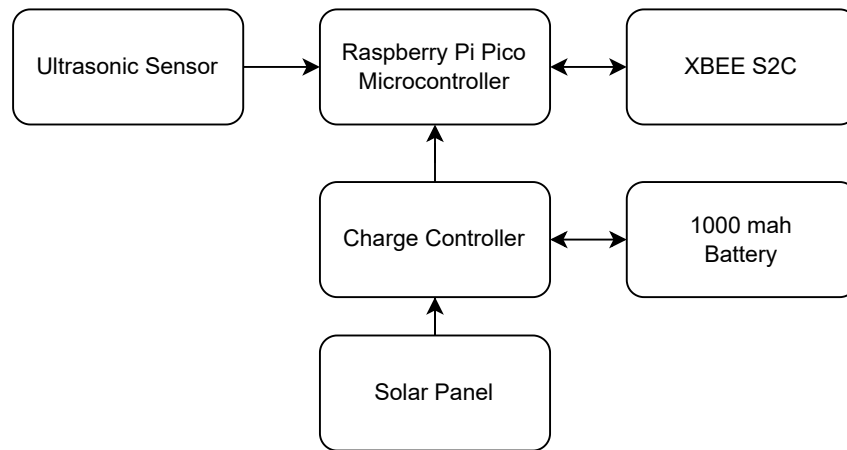 Ultrasonic Sensor
Raspberry Pi Pico
Microcontroller
XBEE S2C
Charge Controller
1000 mah
Battery
Solar Panel